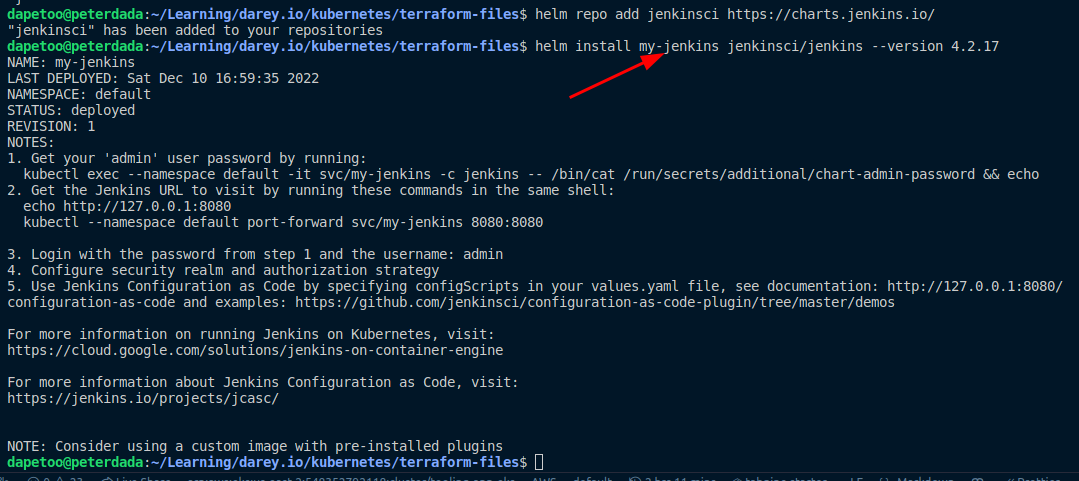 dapetoo@peterdada:~/Learning/darey.io/kubernetes/terraform-files$ helm repo add jenkinsci https://charts.jenkins.io/
"jenkinsci" has been added to your repositories
dapetoo@peterdada:~/Learning/darey.io/kubernetes/terraform-files$ helm install my-jenkins jenkinsci/jenkins --version 4.2.17
NAME: my-jenkins
LAST DEPLOYED: Sat Dec 10 16:59:35 2022
NAMESPACE: default
STATUS: deployed
REVISION: 1
NOTES:
1. Get your 'admin' user password by running:
  kubectl exec --namespace default -it svc/my-jenkins -c jenkins -- /bin/cat /run/secrets/additional/chart-admin-password && echo
2. Get the Jenkins URL to visit by running these commands in the same shell:
  echo http://127.0.0.1:8080
  kubectl --namespace default port-forward svc/my-jenkins 8080:8080
3. Login with the password from step 1 and the username: admin
4. Configure security realm and authorization strategy
5. Use Jenkins Configuration as Code by specifying configScripts in your values.yaml file, see documentation: http://127.0.0.1:8080/
configuration-as-code and examples: https://github.com/jenkinsci/configuration-as-code-plugin/tree/master/demos
For more information on running Jenkins on Kubernetes, visit:
https://cloud.google.com/solutions/jenkins-on-container-engine
For more information about Jenkins Configuration as Code, visit:
https://jenkins.io/projects/jcasc/
NOTE: Consider using a custom image with pre-installed plugins
dapetoo@peterdada:~/Learning/darey.io/kubernetes/terraform-files$